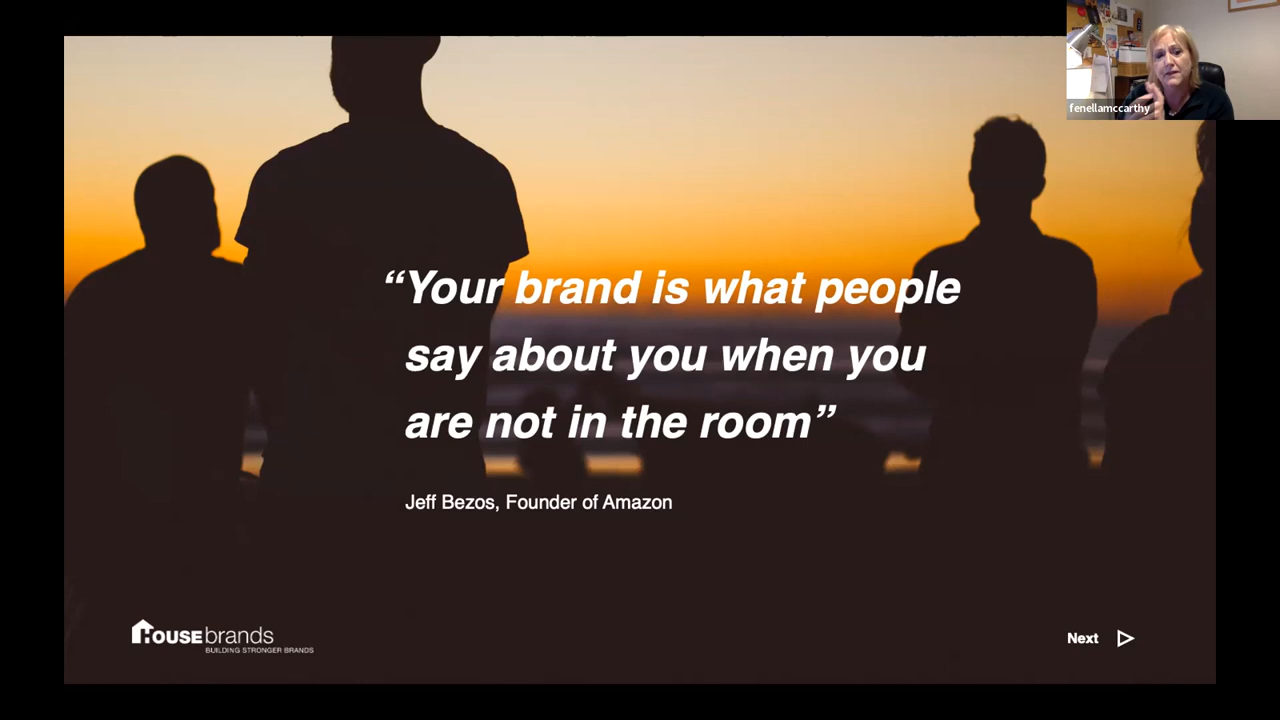 fenellamccarthy
“Your brand is what people
say about you when you
are not in the room”
Jeff Bezos, Founder of Amazon
HOUSEbrands
BUILDING STRONGER BRANDS
Next